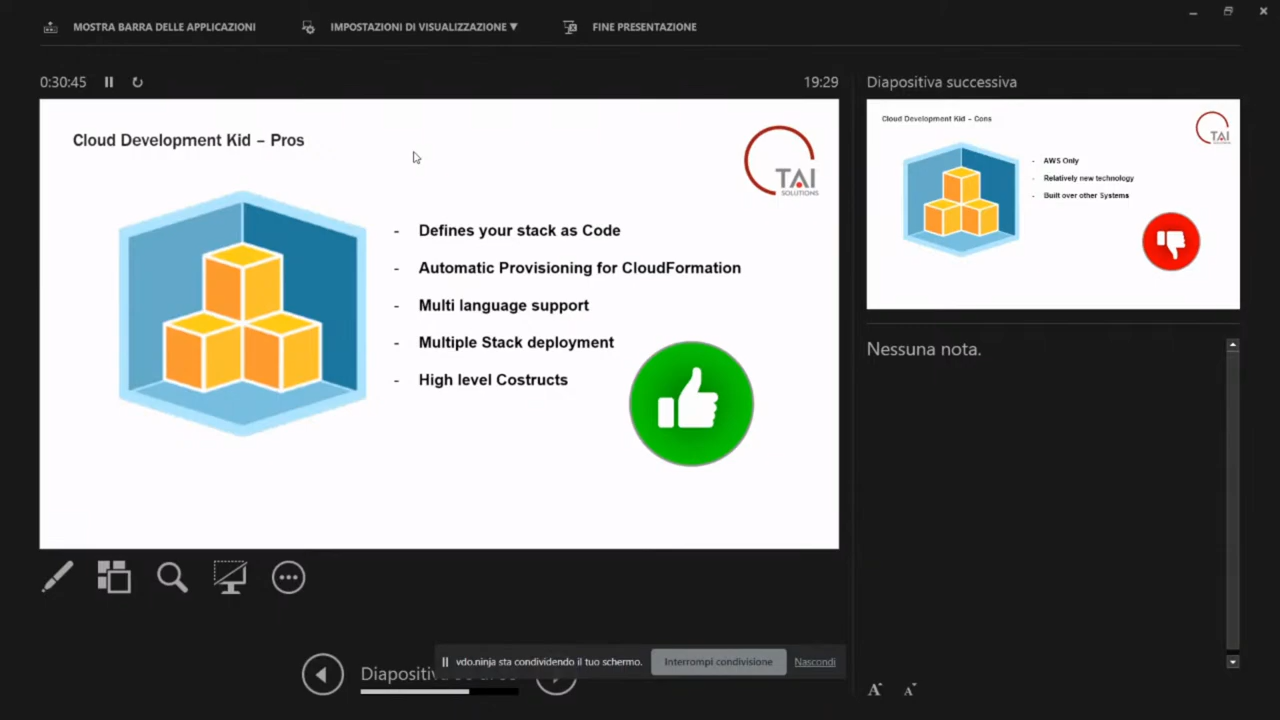 MOSTRA BARRA DELLE APPLICAZIONI
IMPOSTAZIONI DI VISUALIZZAZIONE ▼
FINE PRESENTAZIONE
0:30:45
19:29
Diapositiva successiva
Cloud Development Kid – Pros
TAI
SOLUTIONS
- Defines your stack as Code
- Automatic Provisioning for CloudFormation
- Multi language support
- Multiple Stack deployment
- High level Costructs
Cloud Development Kid – Cons
TAI
SOLUTIONS
- AWS Only
- Relatively new technology
- Built over other Systems
Nessuna nota.
vdo.ninja sta condividendo il tuo schermo.
Interrompi condivisione
Nascondi
A A